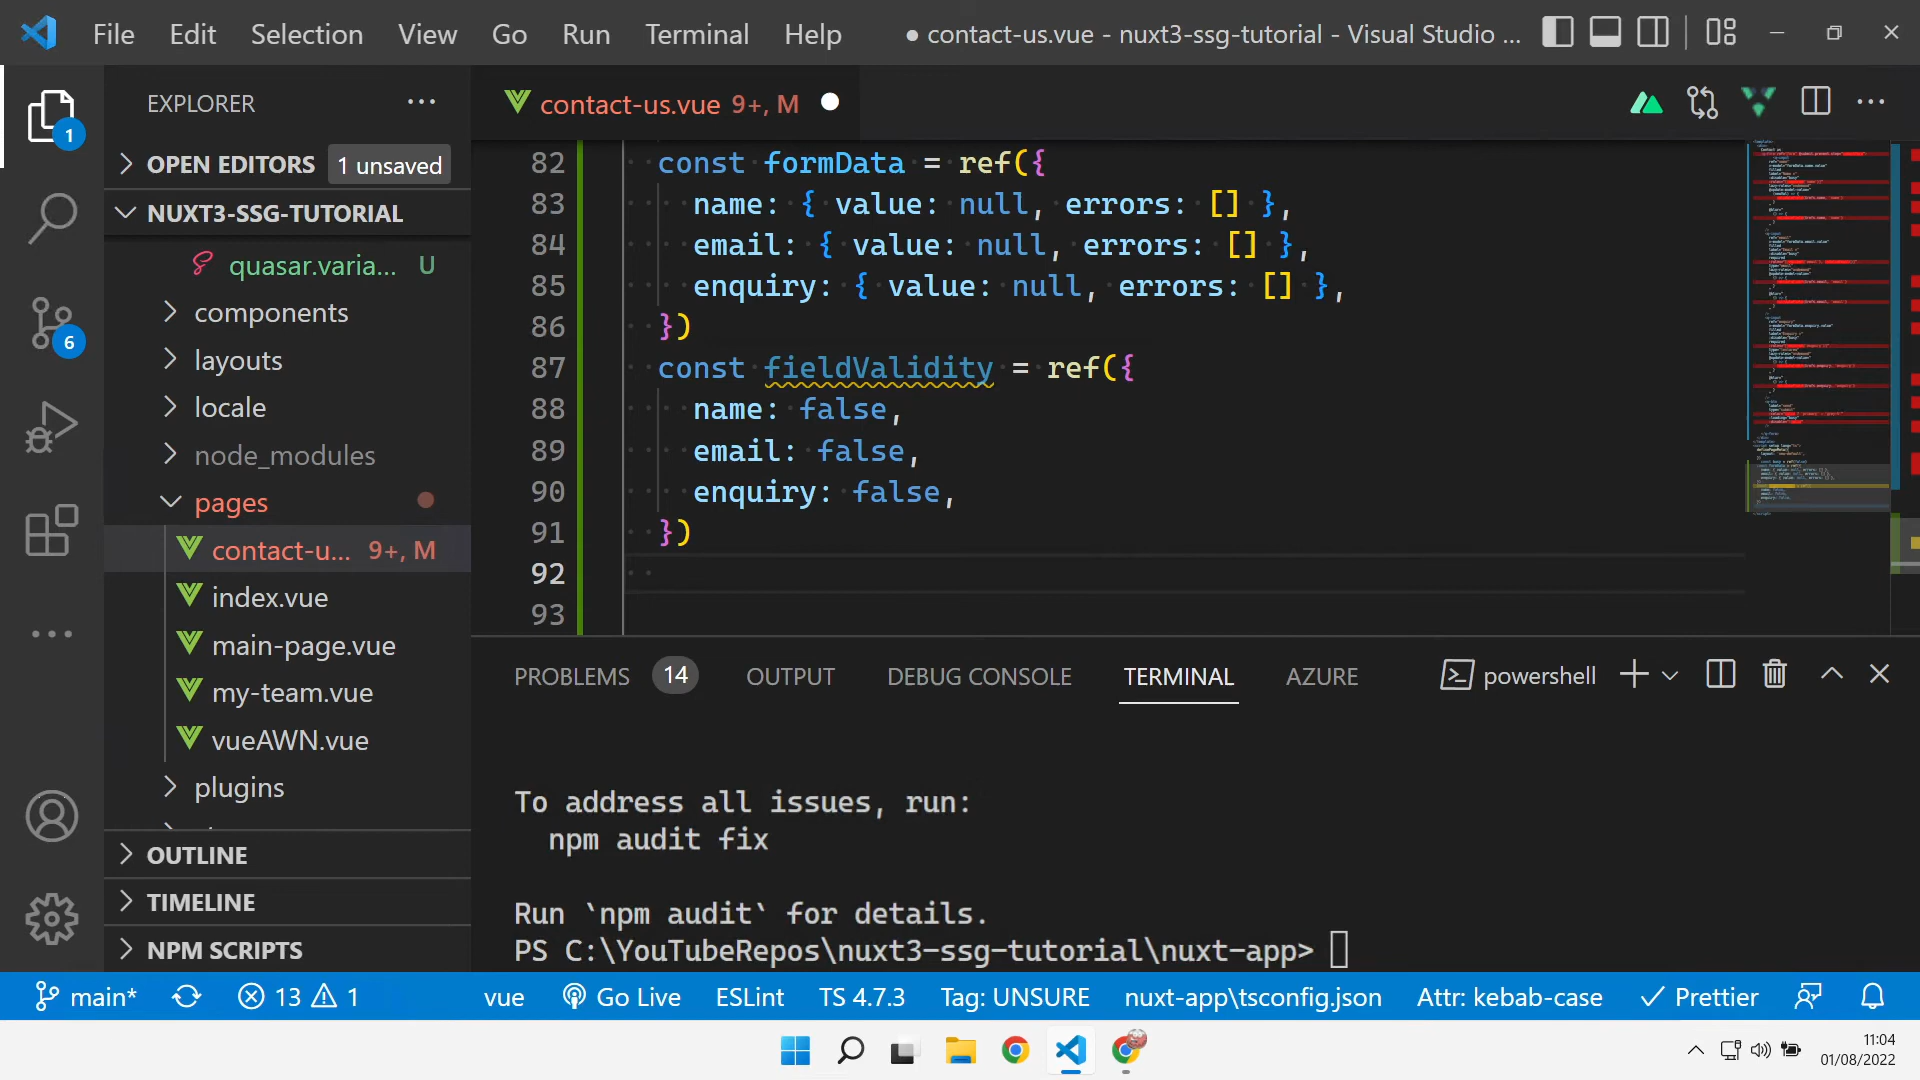 File Edit Selection View Go Run Terminal Help ● contact-us.vue - nuxt3-ssg-tutorial - Visual Studio ...
EXPLORER ...
contact-us.vue 9+, M
1
OPEN EDITORS 1 unsaved
NUXT3-SSG-TUTORIAL
quasar.varia... U
components
6
layouts
locale
node_modules
pages
contact-u... 9+, M
index.vue
main-page.vue
my-team.vue
vueAWN.vue
plugins
OUTLINE
TIMELINE
NPM SCRIPTS
82 const formData = ref({
83 name: { value: null, errors: [] },
84 email: { value: null, errors: [] },
85 enquiry: { value: null, errors: [] },
86 })
87 const fieldValidity = ref({
88 name: false,
89 email: false,
90 enquiry: false,
91 })
92
93
PROBLEMS 14 OUTPUT DEBUG CONSOLE TERMINAL AZURE powershell
To address all issues, run:
npm audit fix
Run `npm audit` for details.
PS C:\YouTubeRepos\nuxt3-ssg-tutorial\nuxt-app>
main* 13 1 vue Go Live ESLint TS 4.7.3 Tag: UNSURE nuxt-app\tsconfig.json Attr: kebab-case Prettier
11:04
01/08/2022